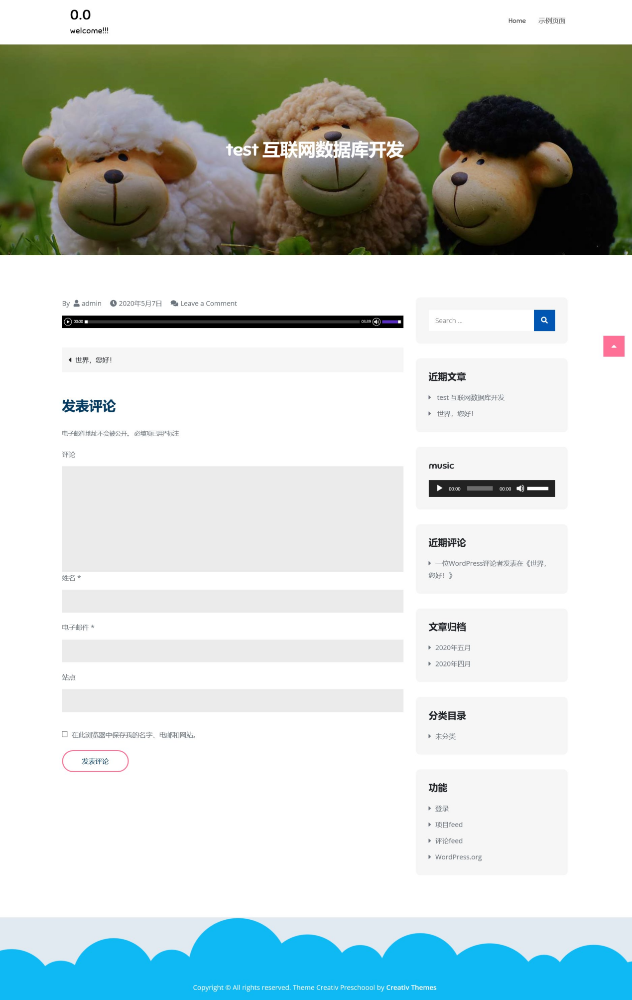 0.0
welcome!!!
Home 示例页面
test 互联网数据库开发
By admin 2020年5月7日 Leave a Comment
00:00 03:39
世界，您好！
发表评论
电子邮件地址不会被公开。 必填项已用*标注
评论
姓名 *
电子邮件 *
站点
在此浏览器中保存我的名字、电邮和网站。
发表评论
Search ...
近期文章
test 互联网数据库开发
世界，您好！
music
00:00 00:00
近期评论
一位WordPress评论者发表在《世界，
您好！》
文章归档
2020年五月
2020年四月
分类目录
未分类
功能
登录
项目feed
评论feed
WordPress.org
Copyright © All rights reserved. Theme Creativ Preschoool by Creativ Themes